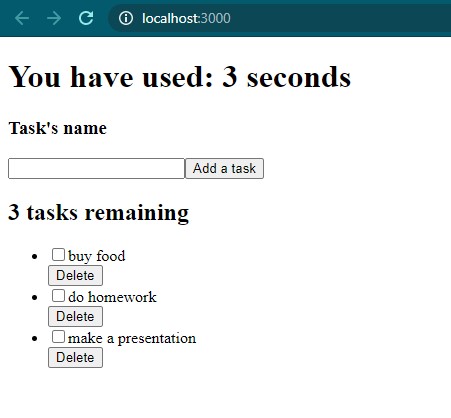 localhost:3000
You have used: 3 seconds
Task's name
Add a task
3 tasks remaining
buy food
Delete
do homework
Delete
make a presentation
Delete